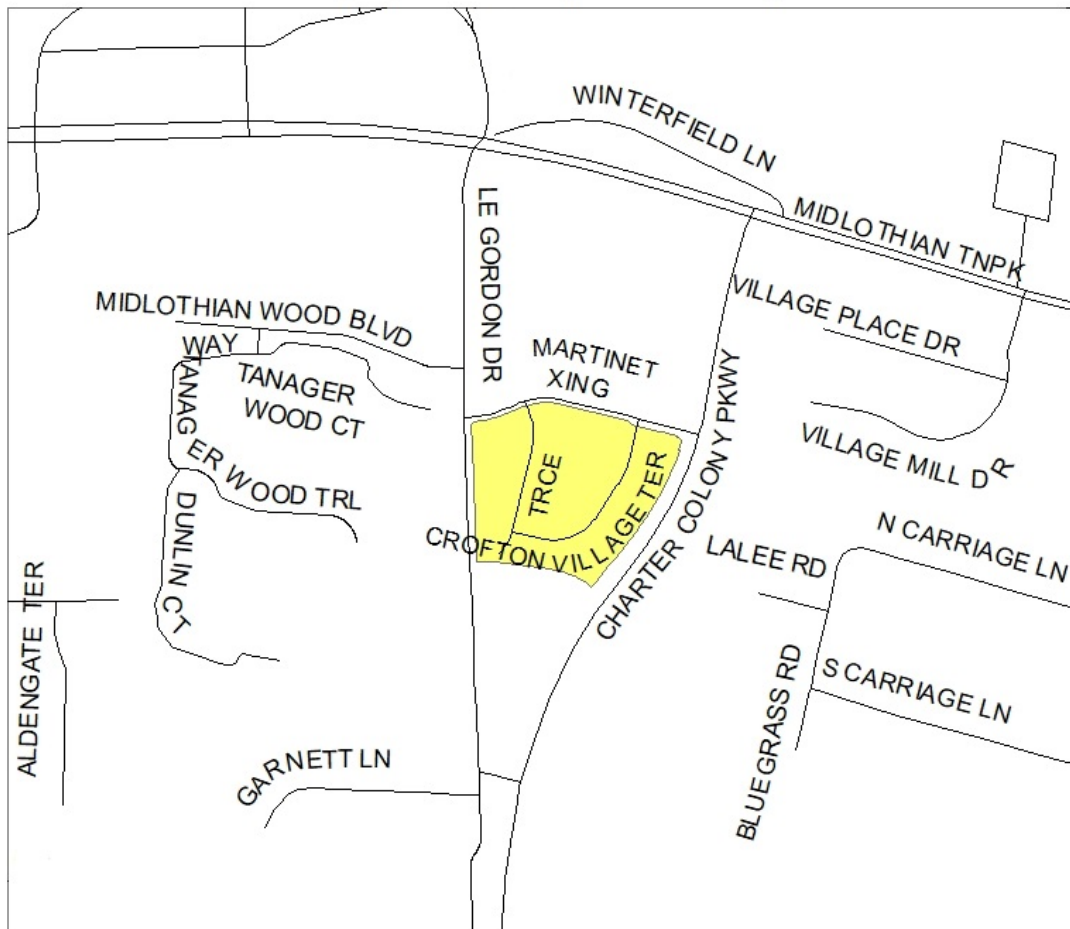 WINTERFIELD LN
MIDLOTHIAN TNPK
LE GORDON DR
VILLAGE PLACE DR
MIDLOTHIAN WOOD BLVD
WAY
TANAGER
WOOD CT
MARTINET
XING
CHARTER COLONY PKWY
VILLAGE MILL DR
TANAGER WOOD TRL
TRCE
CROFTON VILLAGE TER
DUNLIN CT
N CARRIAGE LN
LALEE RD
ALDENGATE TER
BLUEGRASS RD
S CARRIAGE LN
GARNETT LN